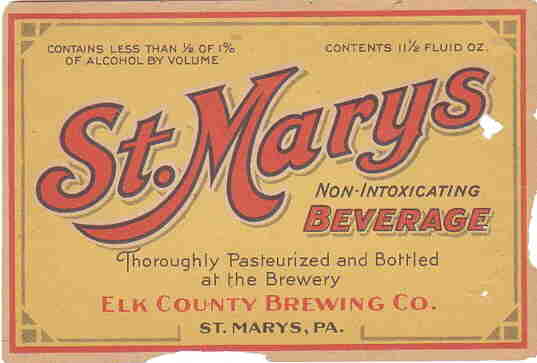 CONTAINS LESS THAN ½ OF 1%
OF ALCOHOL BY VOLUME
CONTENTS 11½ FLUID OZ.
St. Marys
NON-INTOXICATING
BEVERAGE
Thoroughly Pasteurized and Bottled
at the Brewery
ELK COUNTY BREWING CO.
ST. MARYS, PA.